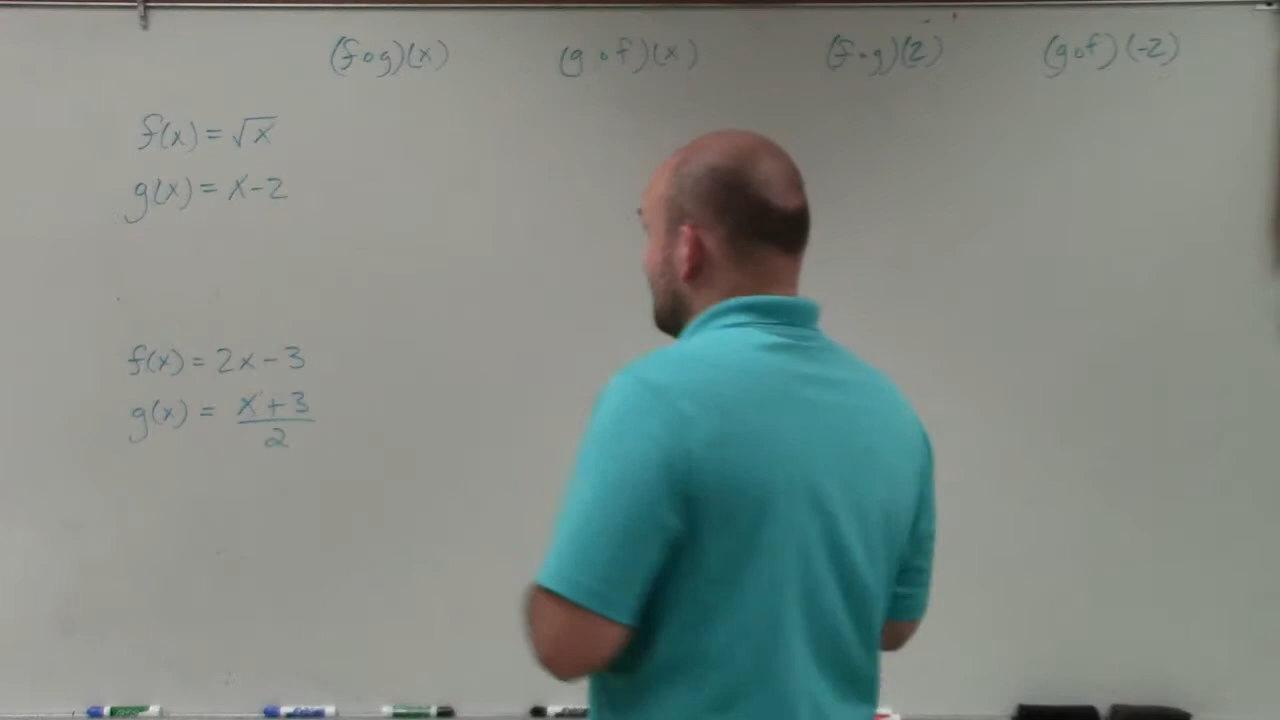 (f∘g)(x) (g∘f)(x) (f∘g)(2) (g∘f)(-2)
f(x) = √x
g(x) = x-2
f(x) = 2x-3
g(x) = x+3
2